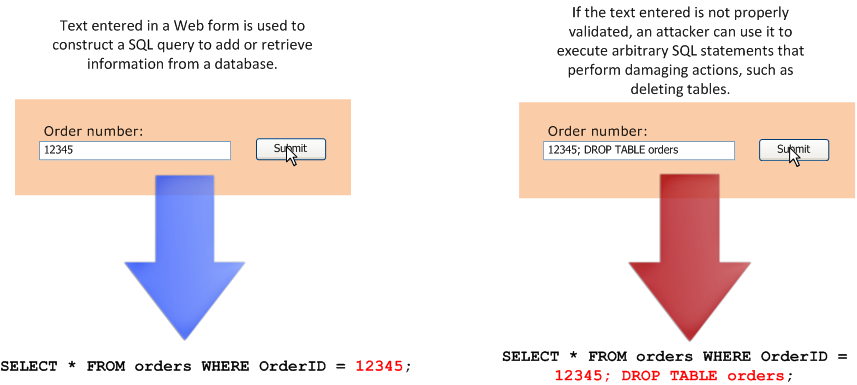 Text entered in a Web form is used to
construct a SQL query to add or retrieve
information from a database.
Order number:
12345
Submit
SELECT * FROM orders WHERE OrderID = 12345;
If the text entered is not properly
validated, an attacker can use it to
execute arbitrary SQL statements that
perform damaging actions, such as
deleting tables.
Order number:
12345; DROP TABLE orders
Submit
SELECT * FROM orders WHERE OrderID =
12345; DROP TABLE orders;